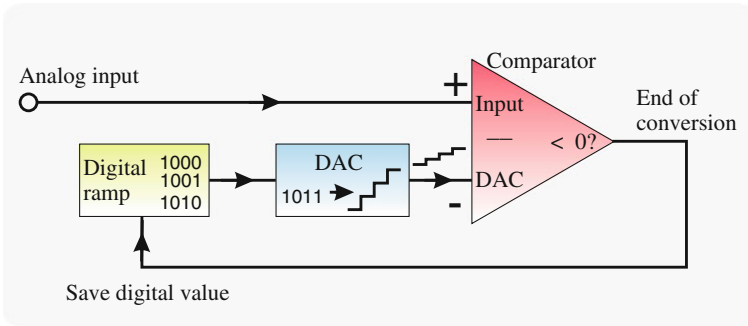 Comparator
Analog input
+
Input
End of
conversion
— < 0?
Digital
ramp
1000
1001
1010
DAC
1011
DAC
-
Save digital value